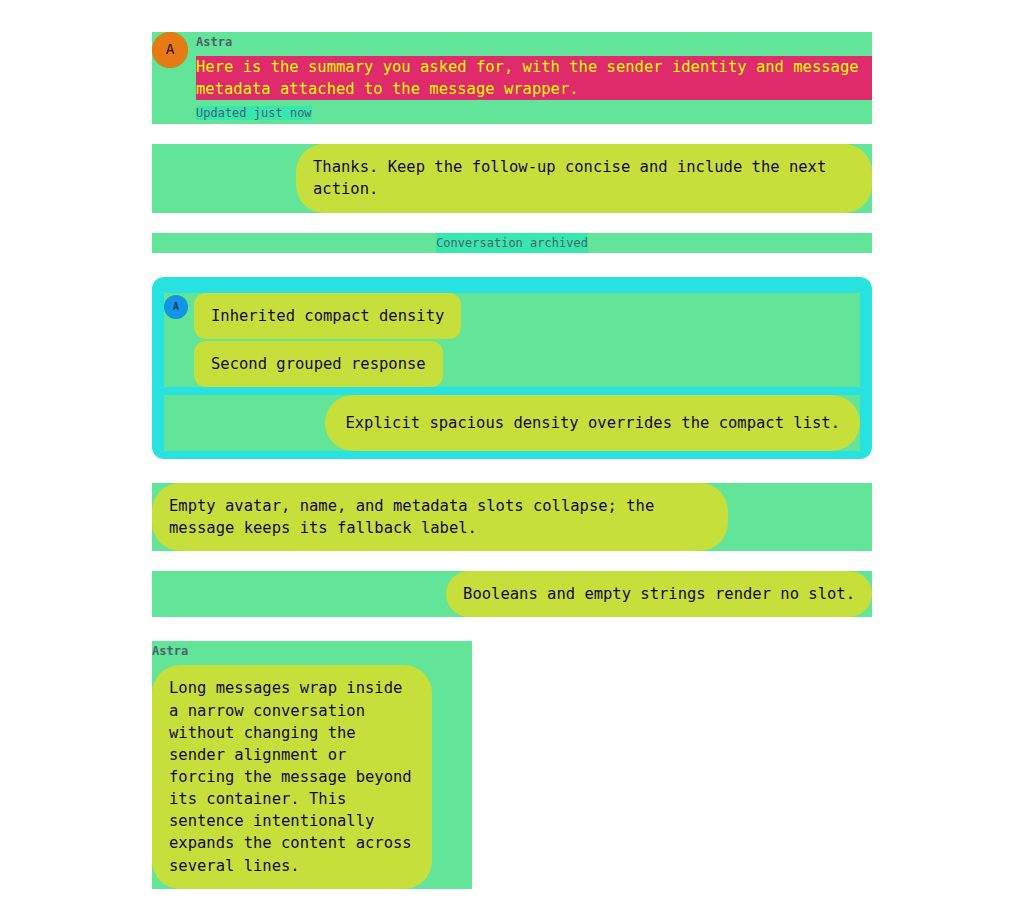 A
Astra
Here is the summary you asked for, with the sender identity and message
metadata attached to the message wrapper.
Updated just now
Thanks. Keep the follow-up concise and include the next
action.
Conversation archived
A
Inherited compact density
Second grouped response
Explicit spacious density overrides the compact list.
Empty avatar, name, and metadata slots collapse; the
message keeps its fallback label.
Booleans and empty strings render no slot.
Astra
Long messages wrap inside
a narrow conversation
without changing the
sender alignment or
forcing the message beyond
its container. This
sentence intentionally
expands the content across
several lines.